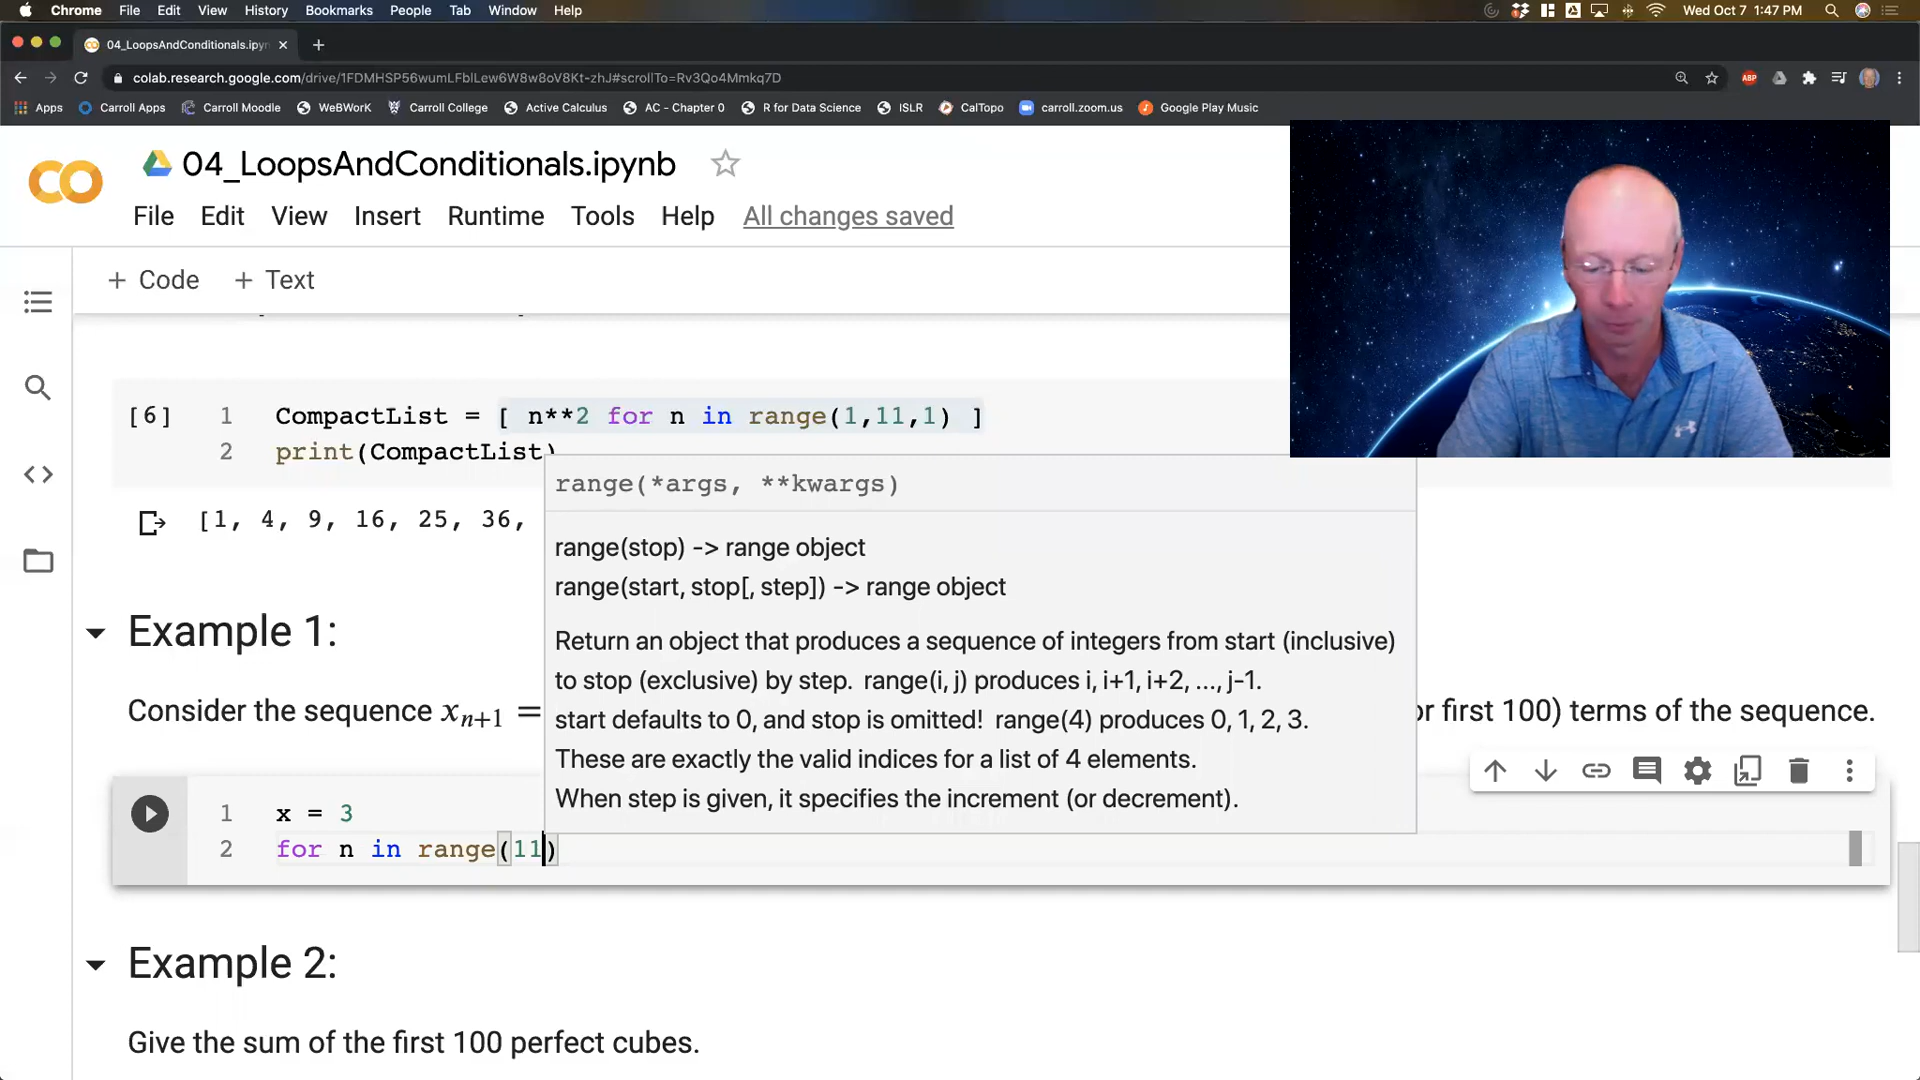 Chrome File Edit View History Bookmarks People Tab Window Help Wed Oct 7 1:47 PM
04_LoopsAndConditionals.ipyn
colab.research.google.com/drive/1FDMHSP56wumLFblLew6W8w8oV8Kt-zhJ#scrollTo=Rv3Qo4Mmkq7D ABP
Apps Carroll Apps Carroll Moodle WeBWorK Carroll College Active Calculus AC - Chapter 0 R for Data Science ISLR CalTopo carroll.zoom.us Google Play Music
04_LoopsAndConditionals.ipynb
File Edit View Insert Runtime Tools Help All changes saved
+ Code + Text
[6] 1 CompactList = [ n**2 for n in range(1,11,1) ]
2 print(CompactList)
[1, 4, 9, 16, 25, 36,
range(*args, **kwargs)
range(stop) -> range object
range(start, stop[, step]) -> range object
Return an object that produces a sequence of integers from start (inclusive)
to stop (exclusive) by step. range(i, j) produces i, i+1, i+2, ..., j-1.
start defaults to 0, and stop is omitted! range(4) produces 0, 1, 2, 3.
These are exactly the valid indices for a list of 4 elements.
When step is given, it specifies the increment (or decrement).
Example 1:
Consider the sequence xₙ₊₁ = or first 100) terms of the sequence.
1 x = 3
2 for n in range(11)
Example 2:
Give the sum of the first 100 perfect cubes.